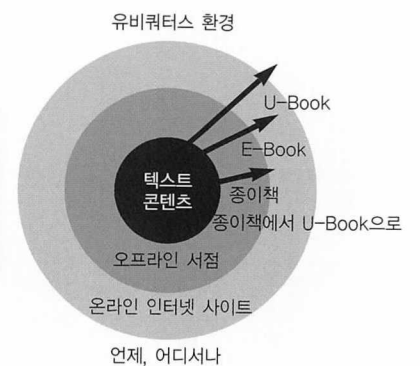 유비쿼터스 환경
U-Book
E-Book
텍스트
콘텐츠
종이책
종이책에서 U-Book으로
오프라인 서점
온라인 인터넷 사이트
언제, 어디서나